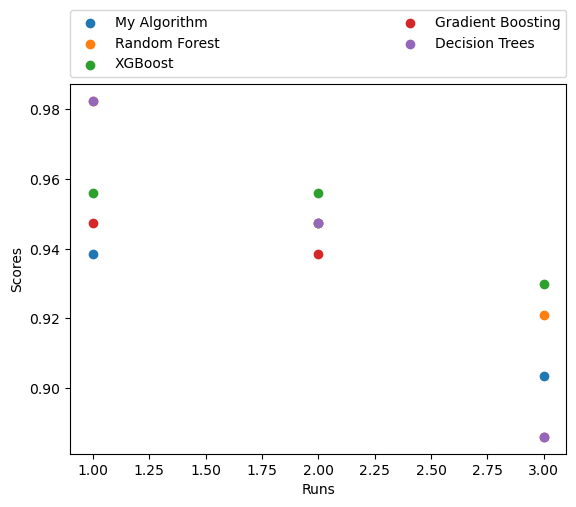 My Algorithm
Random Forest
XGBoost
Gradient Boosting
Decision Trees
0.98
0.96
0.94
0.92
0.90
Scores
1.00 1.25 1.50 1.75 2.00 2.25 2.50 2.75 3.00
Runs